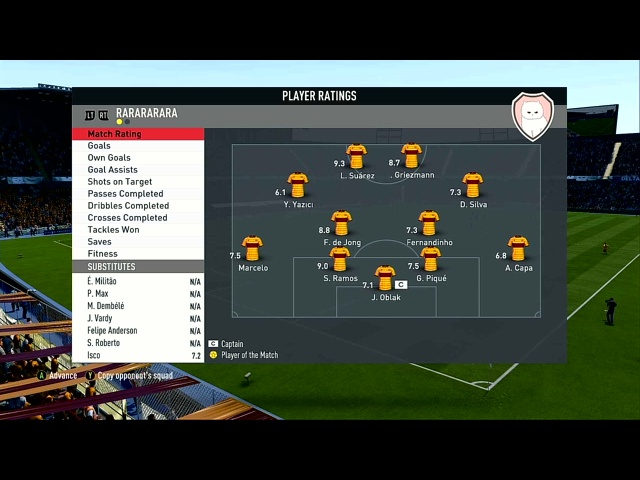 PLAYER RATINGS
LT RT RARARARARA
Match Rating
Goals
Own Goals
Goal Assists
Shots on Target
Passes Completed
Dribbles Completed
Crosses Completed
Tackles Won
Saves
Fitness
SUBSTITUTES
É. Militão N/A
P. Max N/A
M. Dembélé N/A
J. Vardy N/A
Felipe Anderson N/A
S. Roberto N/A
Isco 7.2
9.3 L. Suárez
8.7 . Griezmann
6.1 Y. Yazıcı
7.3 D. Silva
8.8 F. de Jong
7.3 Fernandinho
7.5 Marcelo
9.0 S. Ramos
7.5 G. Piqué
6.8 A. Capa
7.1 C
J. Oblak
C Captain
Player of the Match
A Advance Y Copy opponent's squad